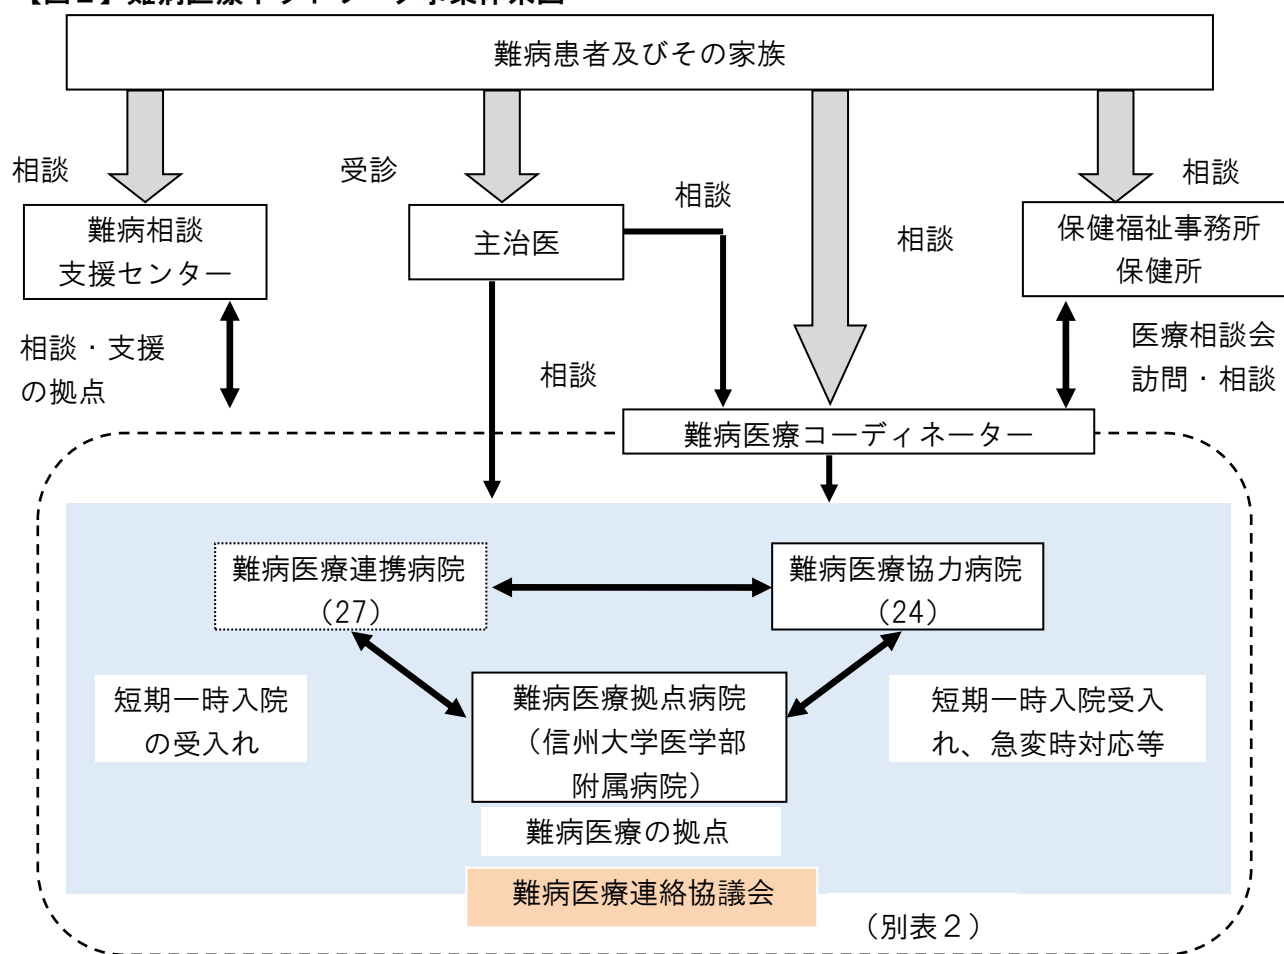 難病患者及びその家族
相談
受診
相談
相談
相談
難病相談
支援センター
主治医
保健福祉事務所
保健所
相談・支援
の拠点
相談
医療相談会
訪問・相談
難病医療コーディネーター
難病医療連携病院
（27）
難病医療協力病院
（24）
短期一時入院
の受入れ
難病医療拠点病院
（信州大学医学部
附属病院）
短期一時入院受入
れ、急変時対応等
難病医療の拠点
難病医療連絡協議会
（別表２）